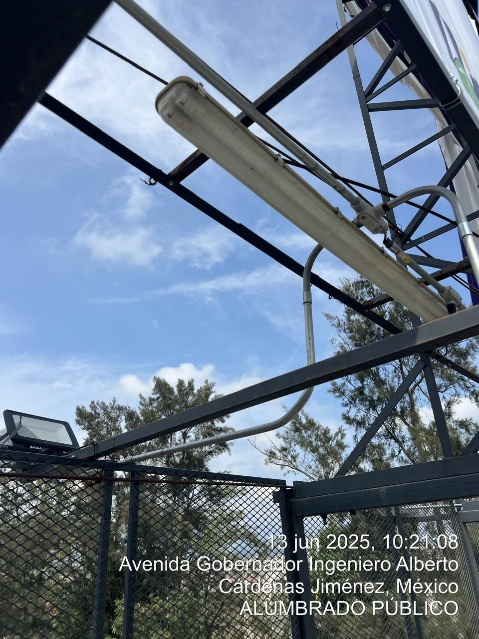 13 jun 2025, 10:21:08
Avenida Gobernador Ingeniero Alberto
Cárdenas Jiménez, México
ALUMBRADO PÚBLICO